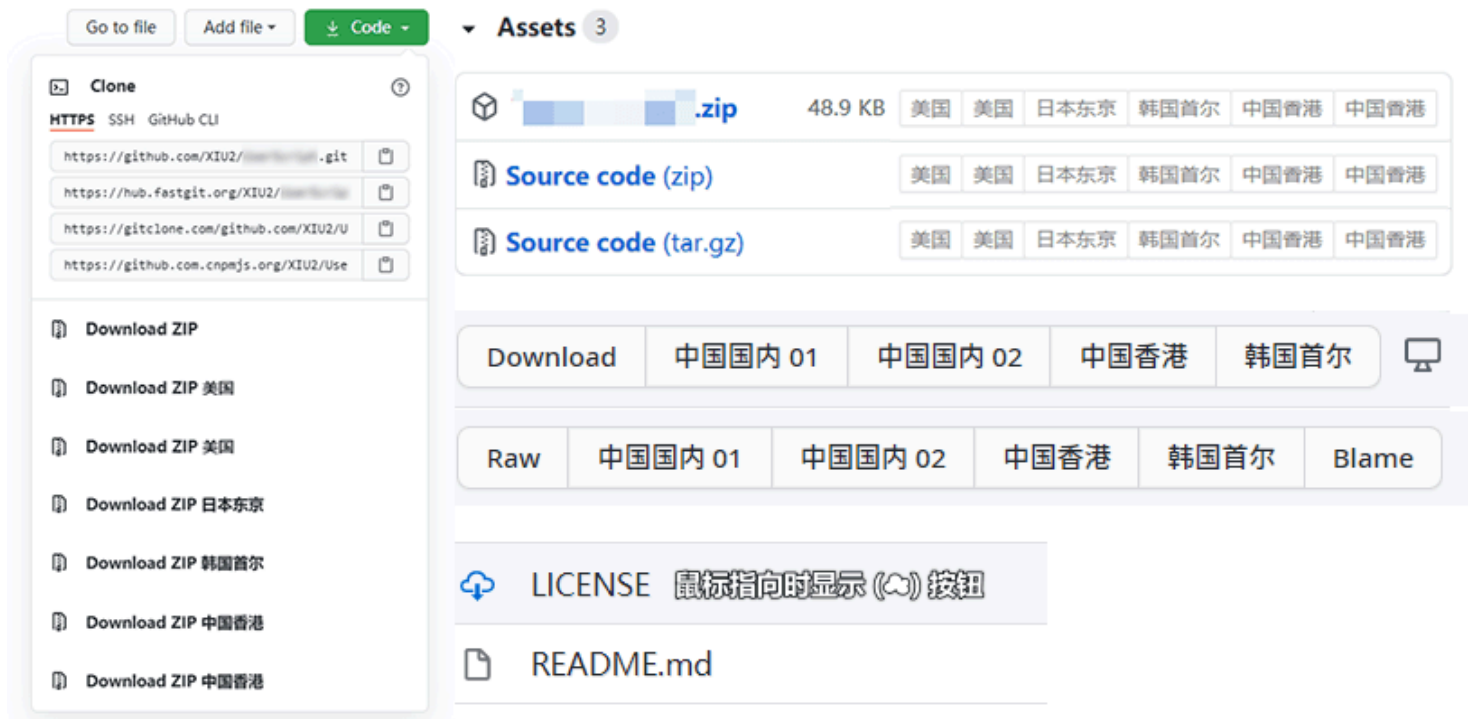 Go to file Add file Code
Clone
HTTPS SSH GitHub CLI
https://github.com/XIU2/ .git
https://hub.fastgit.org/XIU2/
https://gitclone.com/github.com/XIU2/U
https://github.com.cnpmjs.org/XIU2/Use
Download ZIP
Download ZIP 美国
Download ZIP 美国
Download ZIP 日本东京
Download ZIP 韩国首尔
Download ZIP 中国香港
Download ZIP 中国香港
Assets 3
.zip 48.9 KB 美国 美国 日本东京 韩国首尔 中国香港 中国香港
Source code (zip) 美国 美国 日本东京 韩国首尔 中国香港 中国香港
Source code (tar.gz) 美国 美国 日本东京 韩国首尔 中国香港 中国香港
Download 中国国内 01 中国国内 02 中国香港 韩国首尔
Raw 中国国内 01 中国国内 02 中国香港 韩国首尔 Blame
LICENSE 鼠标指向时显示 (☁) 按钮
README.md